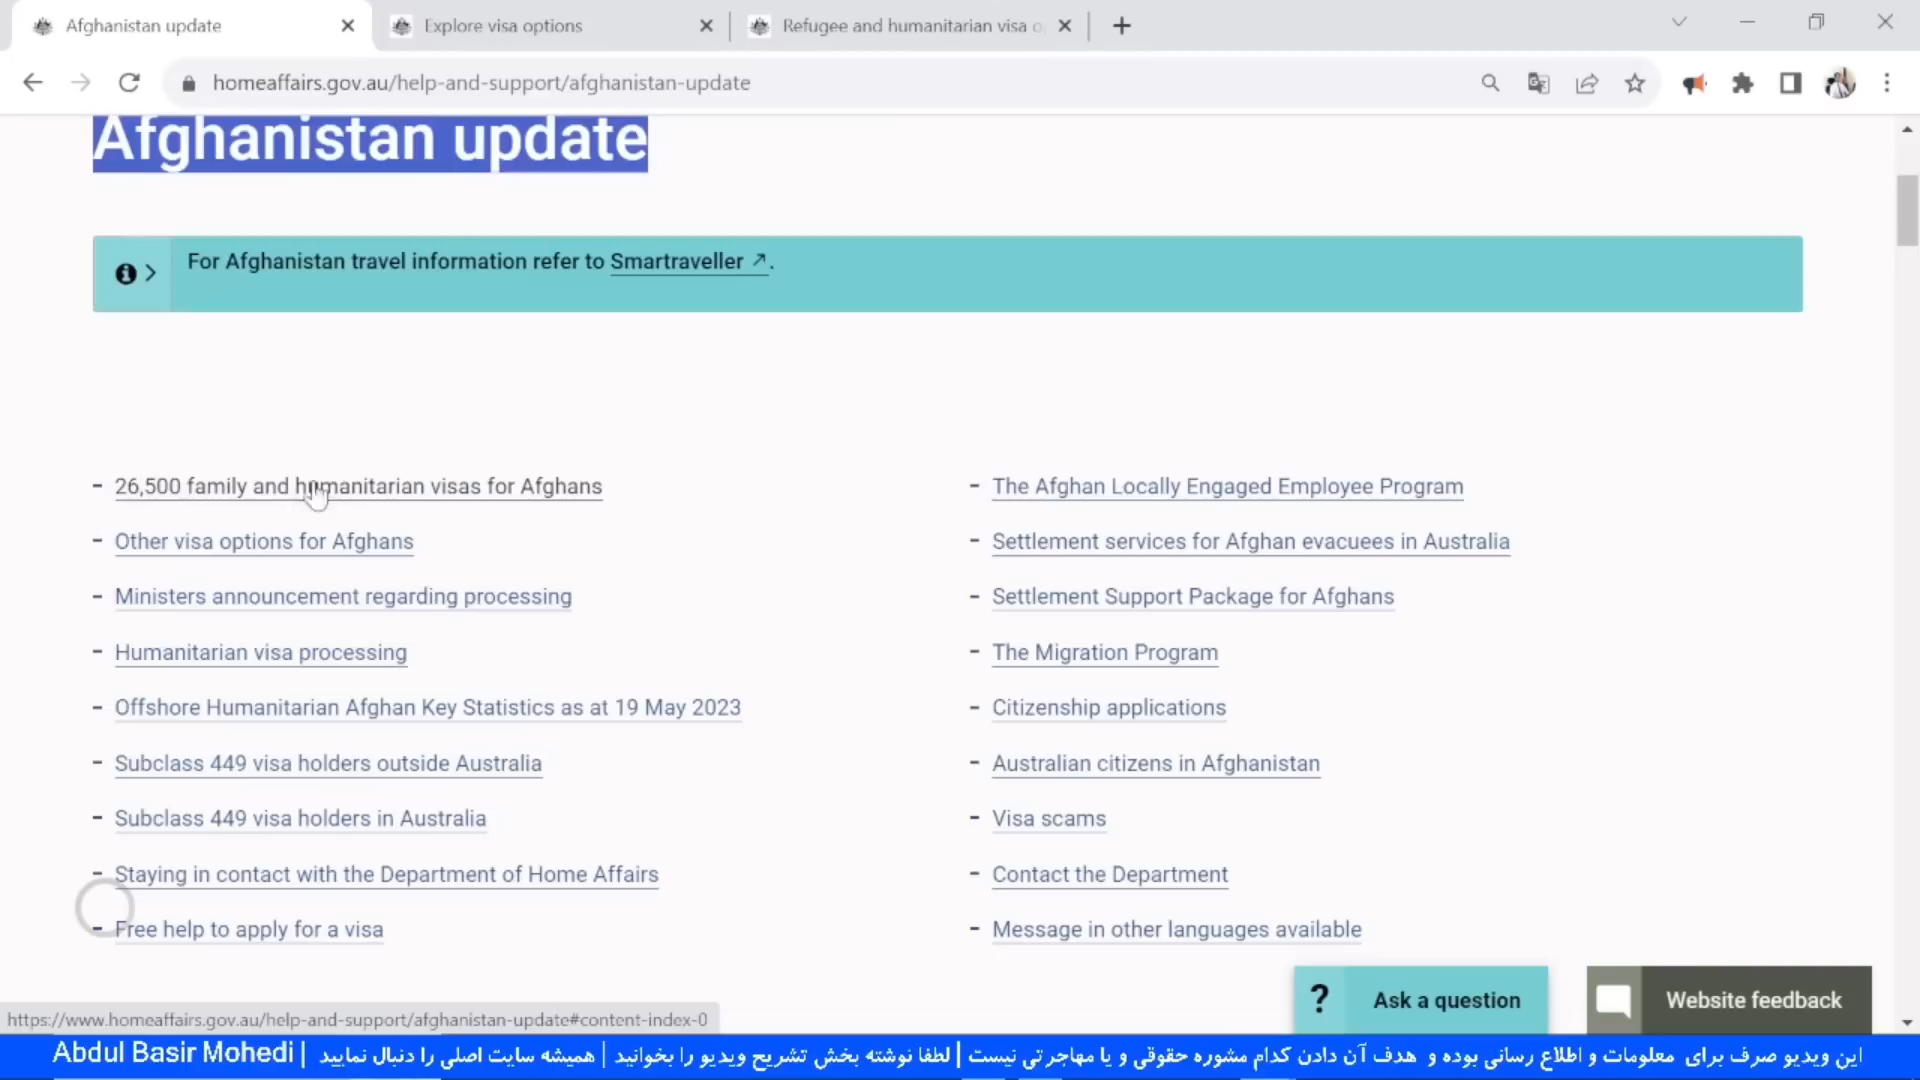 Afghanistan update
Explore visa options
Refugee and humanitarian visa o
homeaffairs.gov.au/help-and-support/afghanistan-update
Afghanistan update
For Afghanistan travel information refer to Smartraveller ↗.
- 26,500 family and humanitarian visas for Afghans
- Other visa options for Afghans
- Ministers announcement regarding processing
- Humanitarian visa processing
- Offshore Humanitarian Afghan Key Statistics as at 19 May 2023
- Subclass 449 visa holders outside Australia
- Subclass 449 visa holders in Australia
- Staying in contact with the Department of Home Affairs
- Free help to apply for a visa
- The Afghan Locally Engaged Employee Program
- Settlement services for Afghan evacuees in Australia
- Settlement Support Package for Afghans
- The Migration Program
- Citizenship applications
- Australian citizens in Afghanistan
- Visa scams
- Contact the Department
- Message in other languages available
? Ask a question
Website feedback
https://www.homeaffairs.gov.au/help-and-support/afghanistan-update#content-index-0
این ویدیو صرف برای معلومات و اطلاع رسانی بوده و هدف آن دادن کدام مشوره حقوقی و یا مهاجرتی نیست | لطفا نوشته بخش تشریح ویدیو را بخوانید | همیشه سایت اصلی را دنبال نمایید | Abdul Basir Mohedi